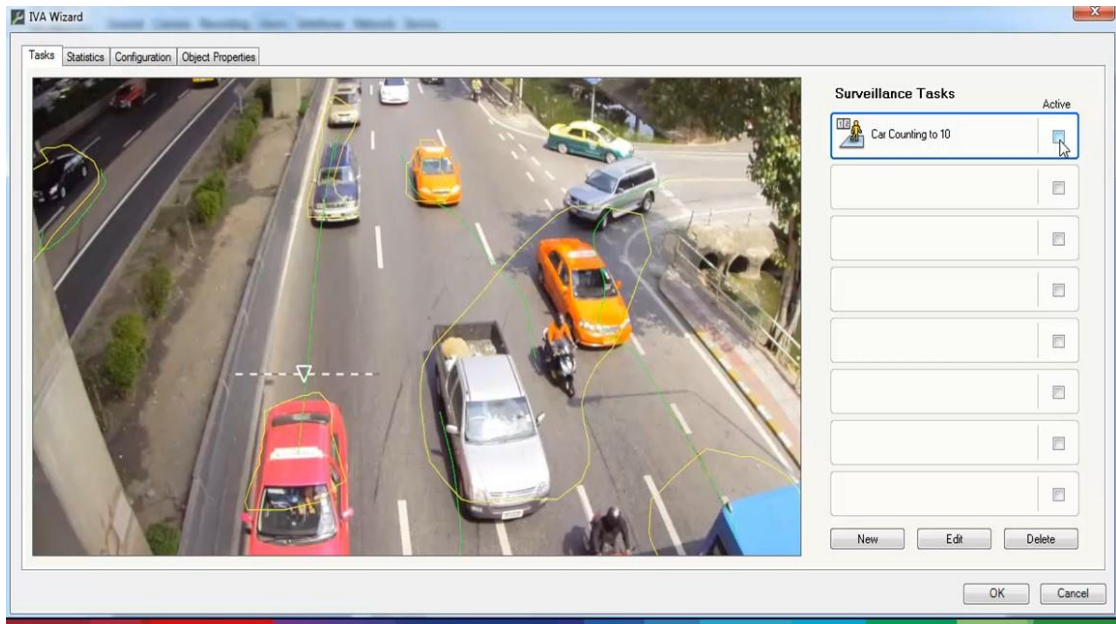 IVA Wizard
Tasks Statistics Configuration Object Properties
Surveillance Tasks
Active
Car Counting to 10
New Edit Delete
OK Cancel